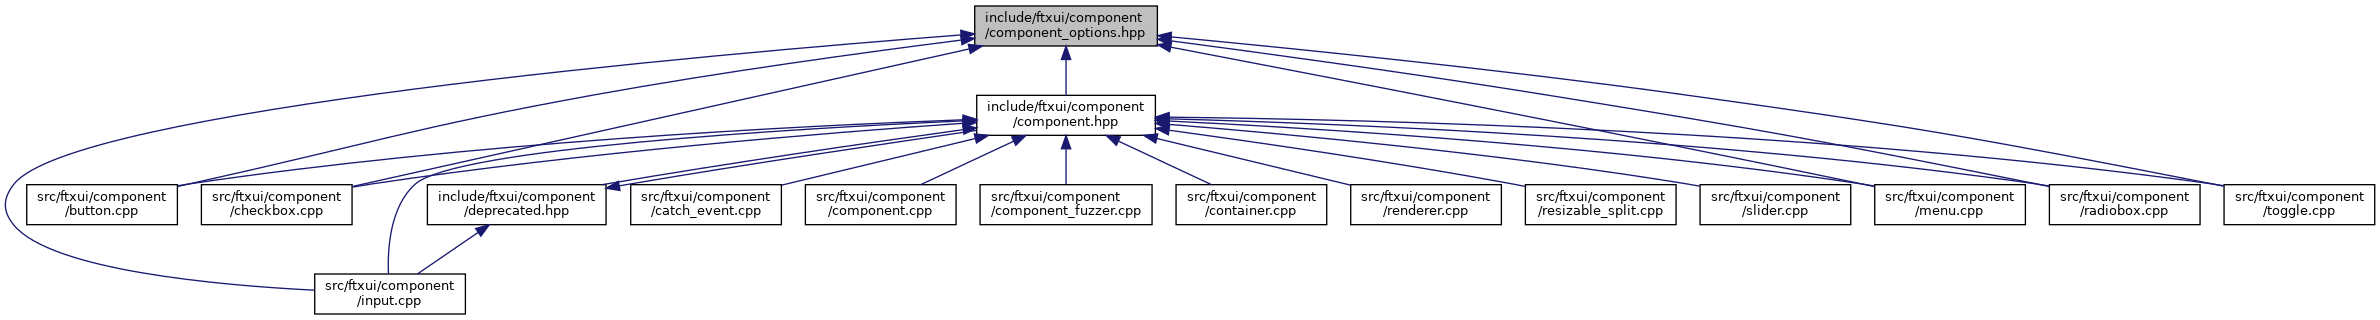 include/ftxui/component
/component_options.hpp
include/ftxui/component
/component.hpp
src/ftxui/component
/button.cpp
src/ftxui/component
/checkbox.cpp
include/ftxui/component
/deprecated.hpp
src/ftxui/component
/catch_event.cpp
src/ftxui/component
/component.cpp
src/ftxui/component
/component_fuzzer.cpp
src/ftxui/component
/container.cpp
src/ftxui/component
/renderer.cpp
src/ftxui/component
/resizable_split.cpp
src/ftxui/component
/slider.cpp
src/ftxui/component
/menu.cpp
src/ftxui/component
/radiobox.cpp
src/ftxui/component
/toggle.cpp
src/ftxui/component
/input.cpp